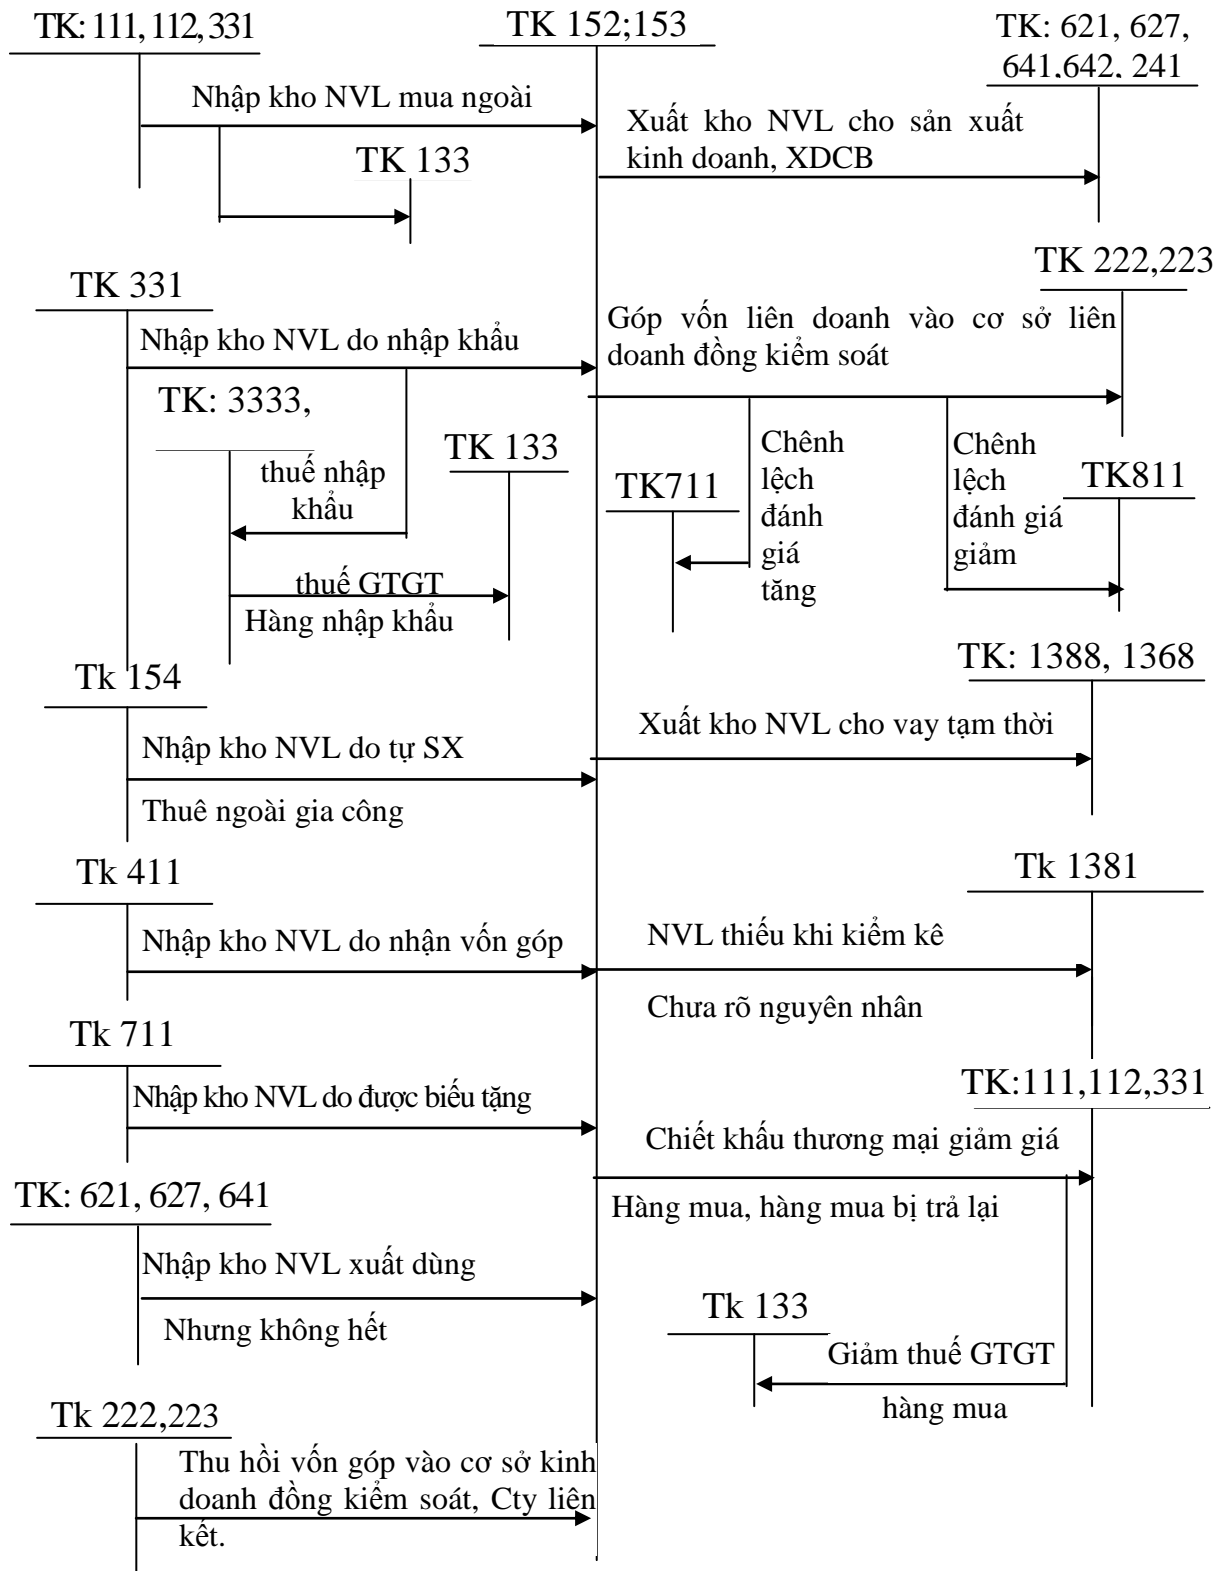 TK: 111, 112, 331
TK 152;153
TK: 621, 627,
641,642, 241
Nhập kho NVL mua ngoài
TK 133
Xuất kho NVL cho sản xuất
kinh doanh, XDCB
TK 331
Nhập kho NVL do nhập khẩu
TK: 3333,
thuế nhập
khẩu
TK 133
thuế GTGT
Hàng nhập khẩu
TK 222,223
Góp vốn liên doanh vào cơ sở liên
doanh đồng kiểm soát
TK711
Chênh
lệch
đánh
giá
tăng
Chênh
lệch
đánh giá
giảm
TK811
Tk 154
Nhập kho NVL do tự SX
Thuê ngoài gia công
TK: 1388, 1368
Xuất kho NVL cho vay tạm thời
Tk 411
Nhập kho NVL do nhận vốn góp
Tk 1381
NVL thiếu khi kiểm kê
Chưa rõ nguyên nhân
Tk 711
Nhập kho NVL do được biếu tặng
TK:111,112,331
Chiết khấu thương mại giảm giá
Hàng mua, hàng mua bị trả lại
TK: 621, 627, 641
Nhập kho NVL xuất dùng
Nhưng không hết
Tk 133
Giảm thuế GTGT
hàng mua
Tk 222,223
Thu hồi vốn góp vào cơ sở kinh
doanh đồng kiểm soát, Cty liên
kết.